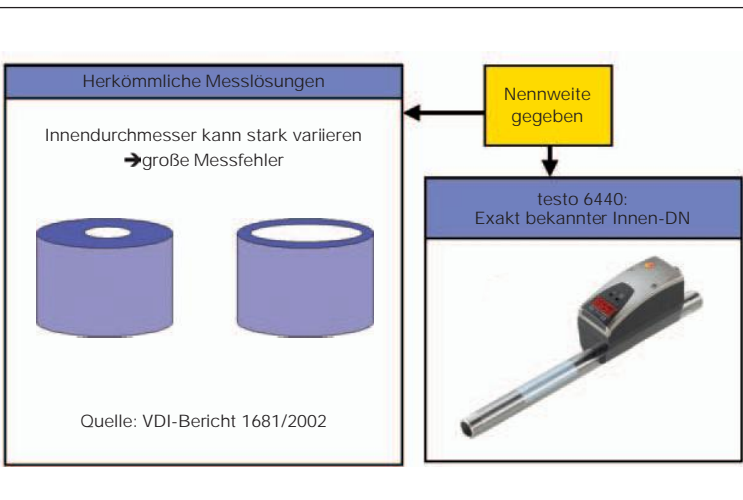 Herkömmliche Messlösungen
Innendurchmesser kann stark variieren
➔große Messfehler
Quelle: VDI-Bericht 1681/2002
Nennweite
gegeben
testo 6440:
Exakt bekannter Innen-DN